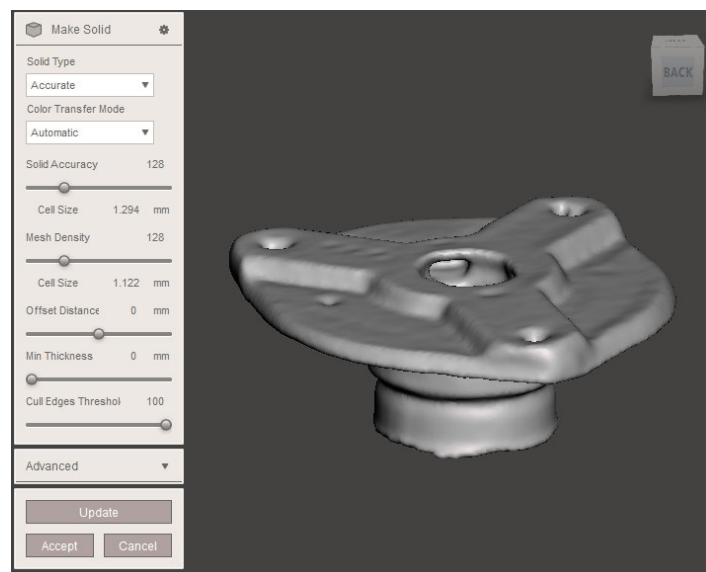 Make Solid
Solid Type
Accurate
Color Transfer Mode
Automatic
Solid Accuracy 128
Cell Size 1.294 mm
Mesh Density 128
Cell Size 1.122 mm
Offset Distance 0 mm
Min Thickness 0 mm
Cull Edges Threshol 100
Advanced
Update
Accept Cancel
BACK